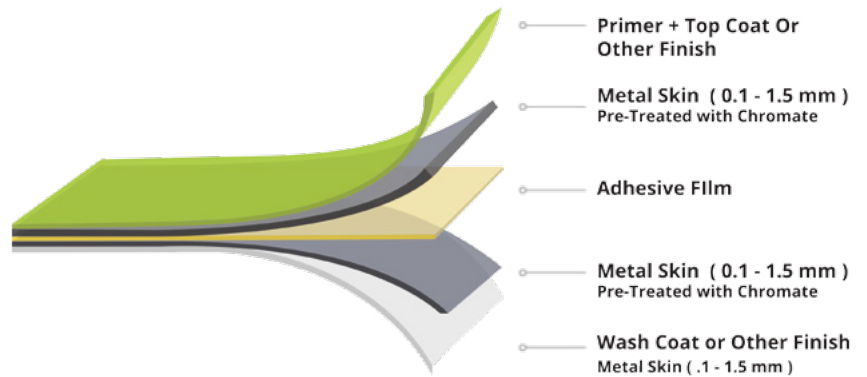 Primer + Top Coat Or
Other Finish
Metal Skin ( 0.1 - 1.5 mm )
Pre-Treated with Chromate
Adhesive FIlm
Metal Skin ( 0.1 - 1.5 mm )
Pre-Treated with Chromate
Wash Coat or Other Finish
Metal Skin ( .1 - 1.5 mm )